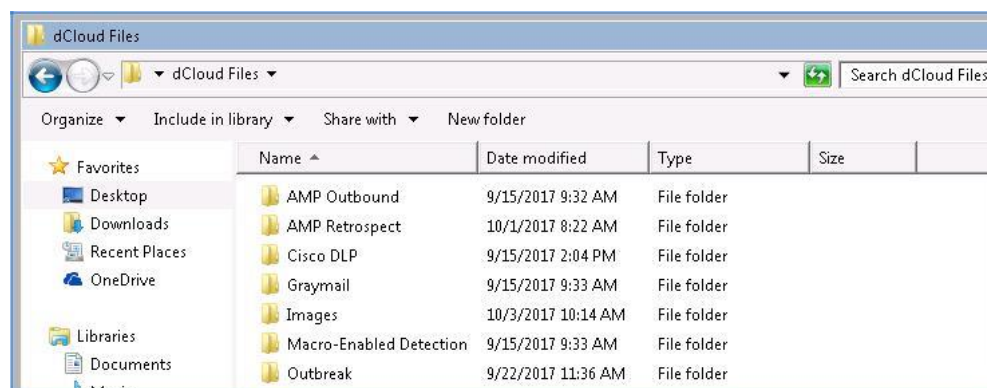 dCloud Files
dCloud Files
Search dCloud Files
Organize Include in library Share with New folder
Favorites
Desktop
Downloads
Recent Places
OneDrive
Libraries
Documents
Name Date modified Type Size
AMP Outbound 9/15/2017 9:32 AM File folder
AMP Retrospect 10/1/2017 8:22 AM File folder
Cisco DLP 9/15/2017 2:04 PM File folder
Graymail 9/15/2017 9:33 AM File folder
Images 10/3/2017 10:14 AM File folder
Macro-Enabled Detection 9/15/2017 9:33 AM File folder
Outbreak 9/22/2017 11:36 AM File folder